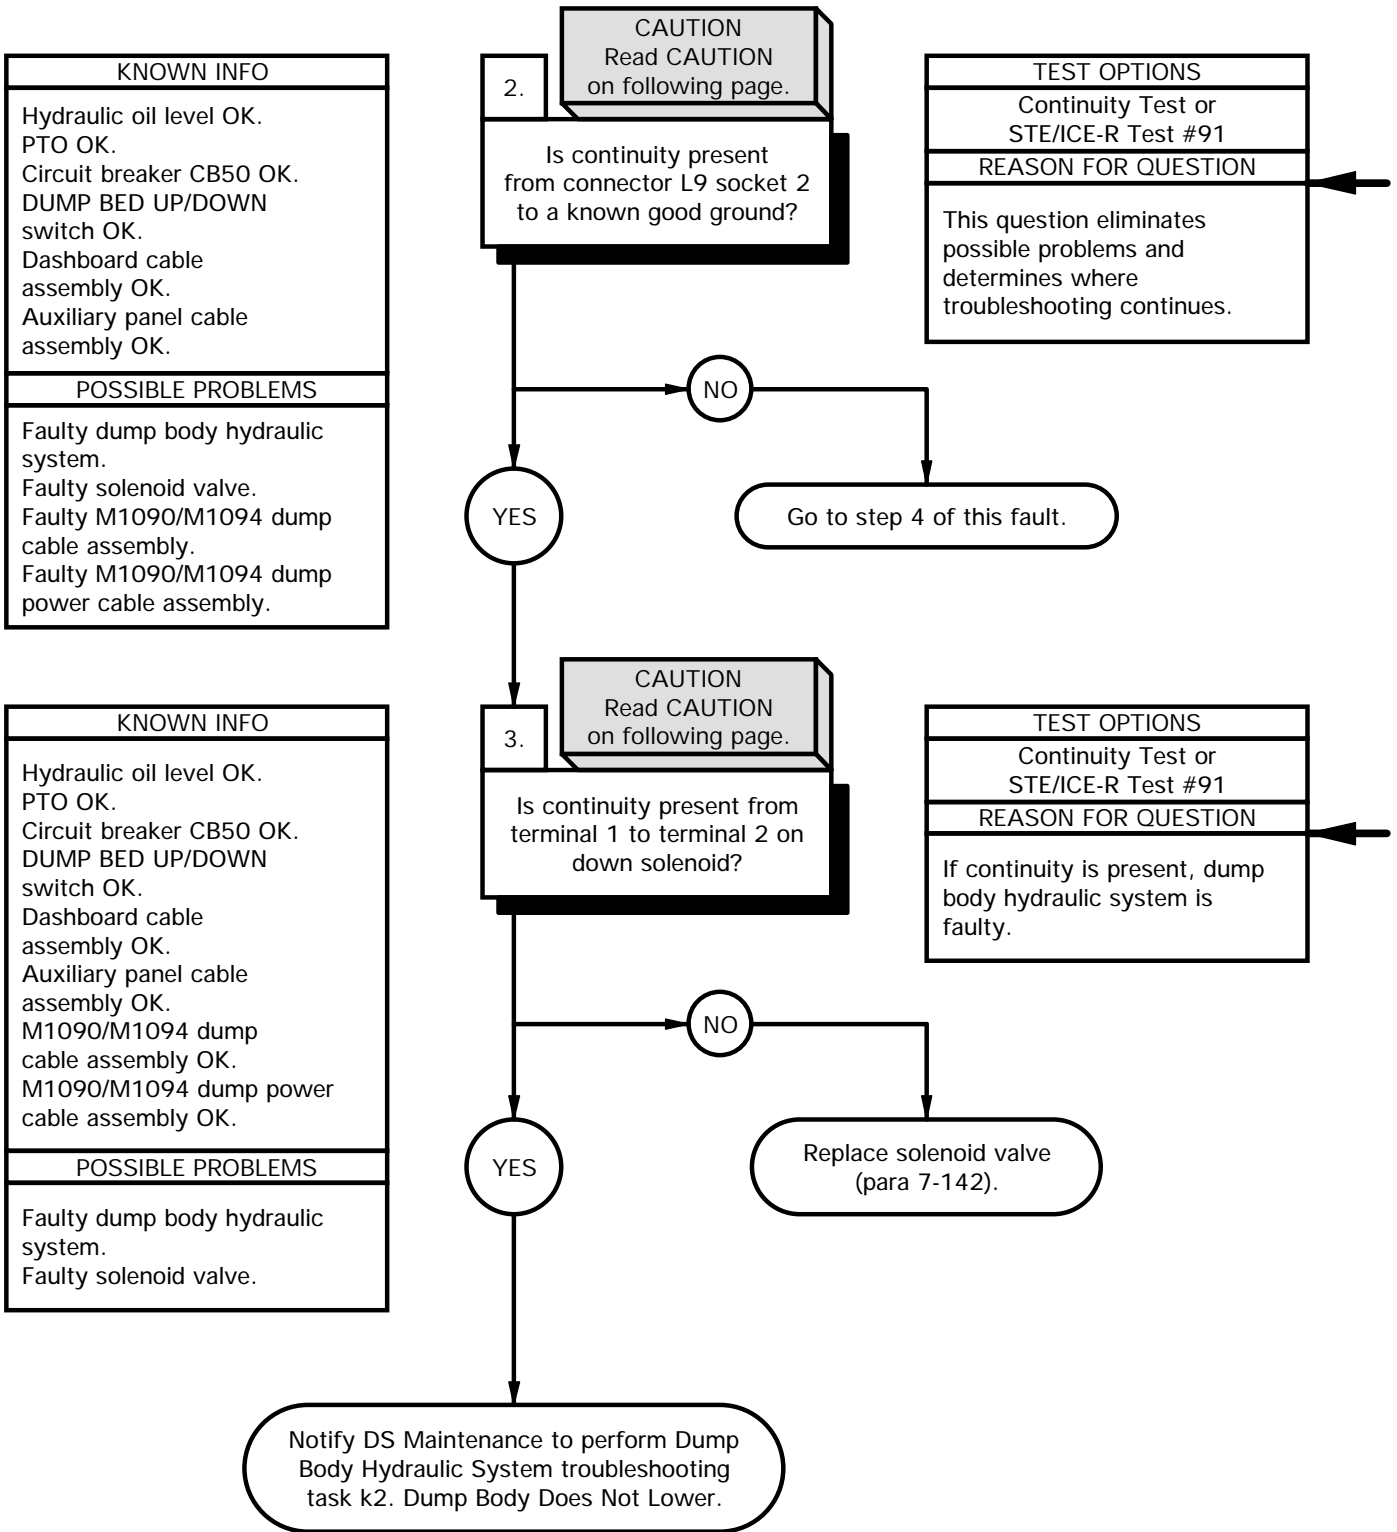 KNOWN INFO
Hydraulic oil level OK.
PTO OK.
Circuit breaker CB50 OK.
DUMP BED UP/DOWN
switch OK.
Dashboard cable
assembly OK.
Auxiliary panel cable
assembly OK.
POSSIBLE PROBLEMS
Faulty dump body hydraulic
system.
Faulty solenoid valve.
Faulty M1090/M1094 dump
cable assembly.
Faulty M1090/M1094 dump
power cable assembly.
CAUTION
Read CAUTION
on following page.
2.
Is continuity present
from connector L9 socket 2
to a known good ground?
TEST OPTIONS
Continuity Test or
STE/ICE-R Test #91
REASON FOR QUESTION
This question eliminates
possible problems and
determines where
troubleshooting continues.
NO
YES
Go to step 4 of this fault.
KNOWN INFO
Hydraulic oil level OK.
PTO OK.
Circuit breaker CB50 OK.
DUMP BED UP/DOWN
switch OK.
Dashboard cable
assembly OK.
Auxiliary panel cable
assembly OK.
M1090/M1094 dump
cable assembly OK.
M1090/M1094 dump power
cable assembly OK.
POSSIBLE PROBLEMS
Faulty dump body hydraulic
system.
Faulty solenoid valve.
CAUTION
Read CAUTION
on following page.
3.
Is continuity present from
terminal 1 to terminal 2 on
down solenoid?
TEST OPTIONS
Continuity Test or
STE/ICE-R Test #91
REASON FOR QUESTION
If continuity is present, dump
body hydraulic system is
faulty.
NO
YES
Replace solenoid valve
(para 7-142).
Notify DS Maintenance to perform Dump
Body Hydraulic System troubleshooting
task k2. Dump Body Does Not Lower.